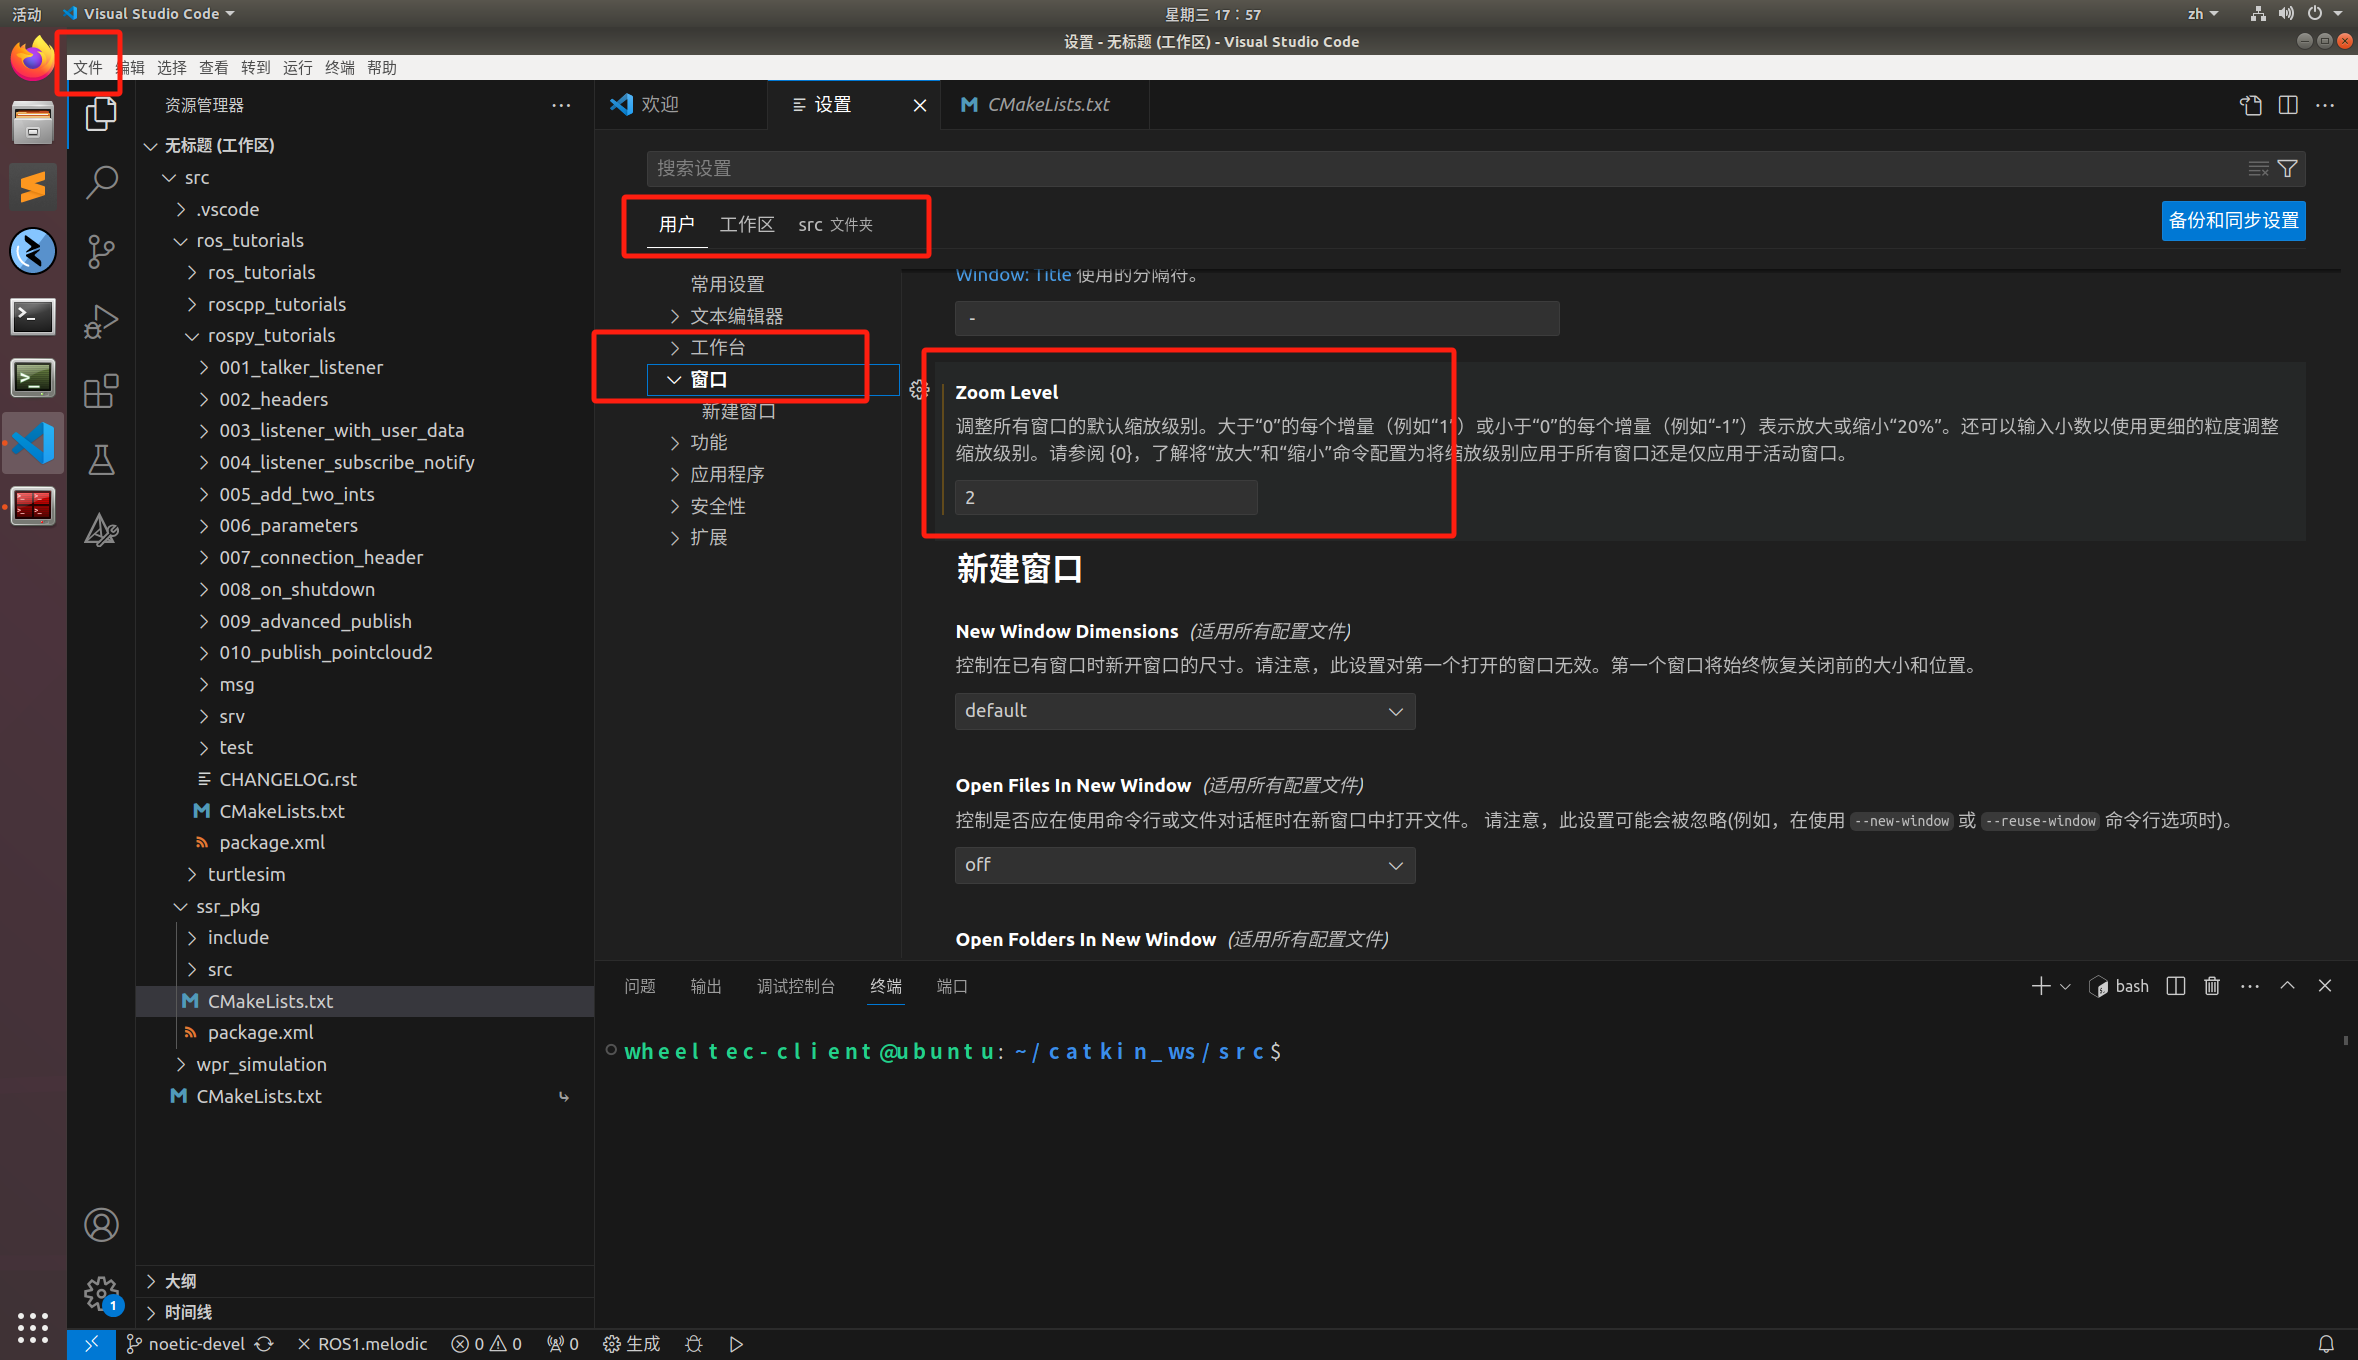 活动 Visual Studio Code 星期三 17：57 zh
设置 - 无标题 (工作区) - Visual Studio Code
文件 编辑 选择 查看 转到 运行 终端 帮助
资源管理器
无标题 (工作区)
src
.vscode
ros_tutorials
ros_tutorials
roscpp_tutorials
rospy_tutorials
001_talker_listener
002_headers
003_listener_with_user_data
004_listener_subscribe_notify
005_add_two_ints
006_parameters
007_connection_header
008_on_shutdown
009_advanced_publish
010_publish_pointcloud2
msg
srv
test
CHANGELOG.rst
CMakeLists.txt
package.xml
turtlesim
ssr_pkg
include
src
CMakeLists.txt
package.xml
wpr_simulation
CMakeLists.txt
大纲
时间线
欢迎 设置 CMakeLists.txt
搜索设置
用户 工作区 src 文件夹
备份和同步设置
常用设置
文本编辑器
工作台
窗口
新建窗口
功能
应用程序
安全性
扩展
Window: Title 使用的分隔符。
-
Zoom Level
调整所有窗口的默认缩放级别。大于“0”的每个增量（例如“1”）或小于“0”的每个增量（例如“-1”）表示放大或缩小“20%”。还可以输入小数以使用更细的粒度调整
缩放级别。请参阅 {0}，了解将“放大”和“缩小”命令配置为将缩放级别应用于所有窗口还是仅应用于活动窗口。
2
新建窗口
New Window Dimensions (适用所有配置文件)
控制在已有窗口时新开窗口的尺寸。请注意，此设置对第一个打开的窗口无效。第一个窗口将始终恢复关闭前的大小和位置。
default
Open Files In New Window (适用所有配置文件)
控制是否应在使用命令行或文件对话框时在新窗口中打开文件。 请注意，此设置可能会被忽略(例如，在使用 --new-window 或 --reuse-window 命令行选项时)。
off
Open Folders In New Window (适用所有配置文件)
问题 输出 调试控制台 终端 端口
bash
wheeltec-client@ubuntu:~/catkin_ws/src$
1
noetic-devel ROS1.melodic 0 0 0 生成